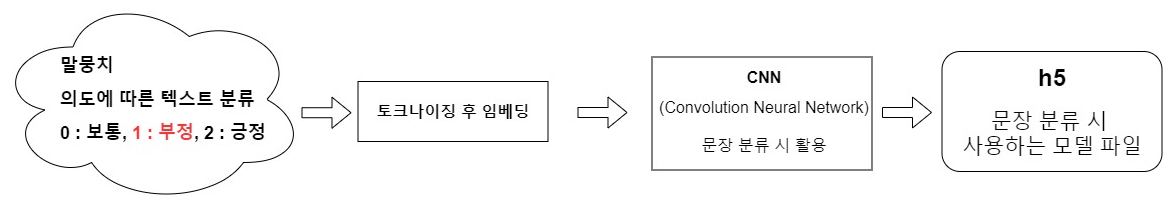 말뭉치
의도에 따른 텍스트 분류
0 : 보통, 1 : 부정, 2 : 긍정
토크나이징 후 임베딩
CNN
(Convolution Neural Network)
문장 분류 시 활용
h5
문장 분류 시
사용하는 모델 파일